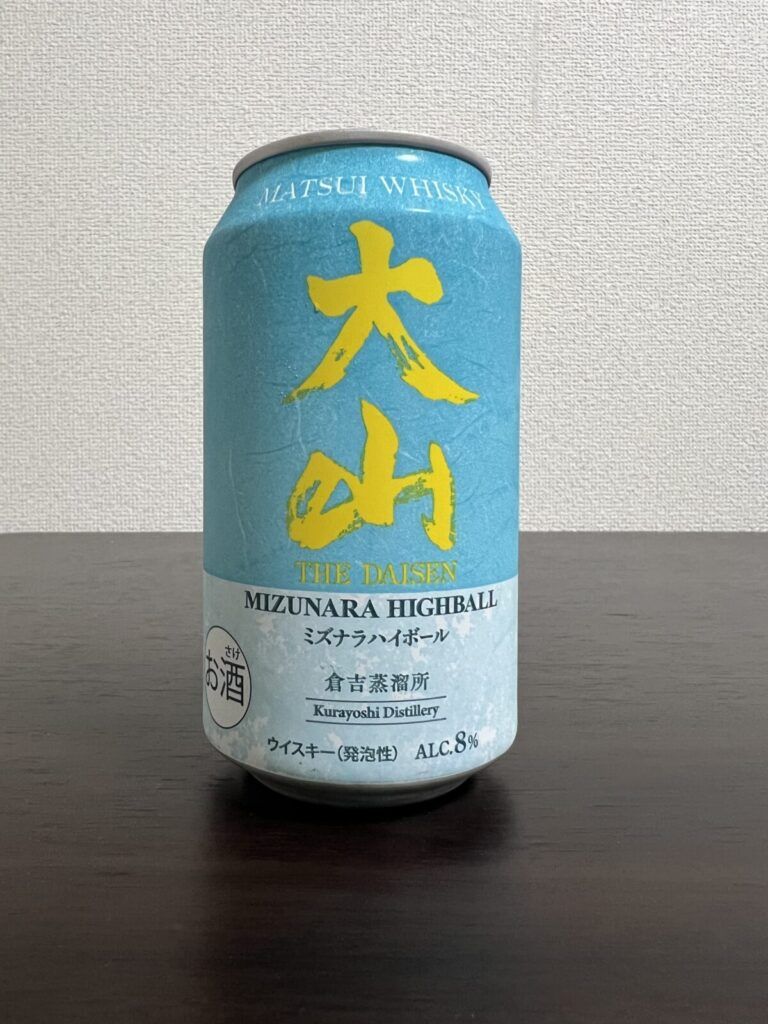 MATSUI WHISKY
大山
THE DAISEN
MIZUNARA HIGHBALL
ミズナラハイボール
さけ
お酒
倉吉蒸溜所
Kurayoshi Distillery
ウイスキー(発泡性) ALC.8%